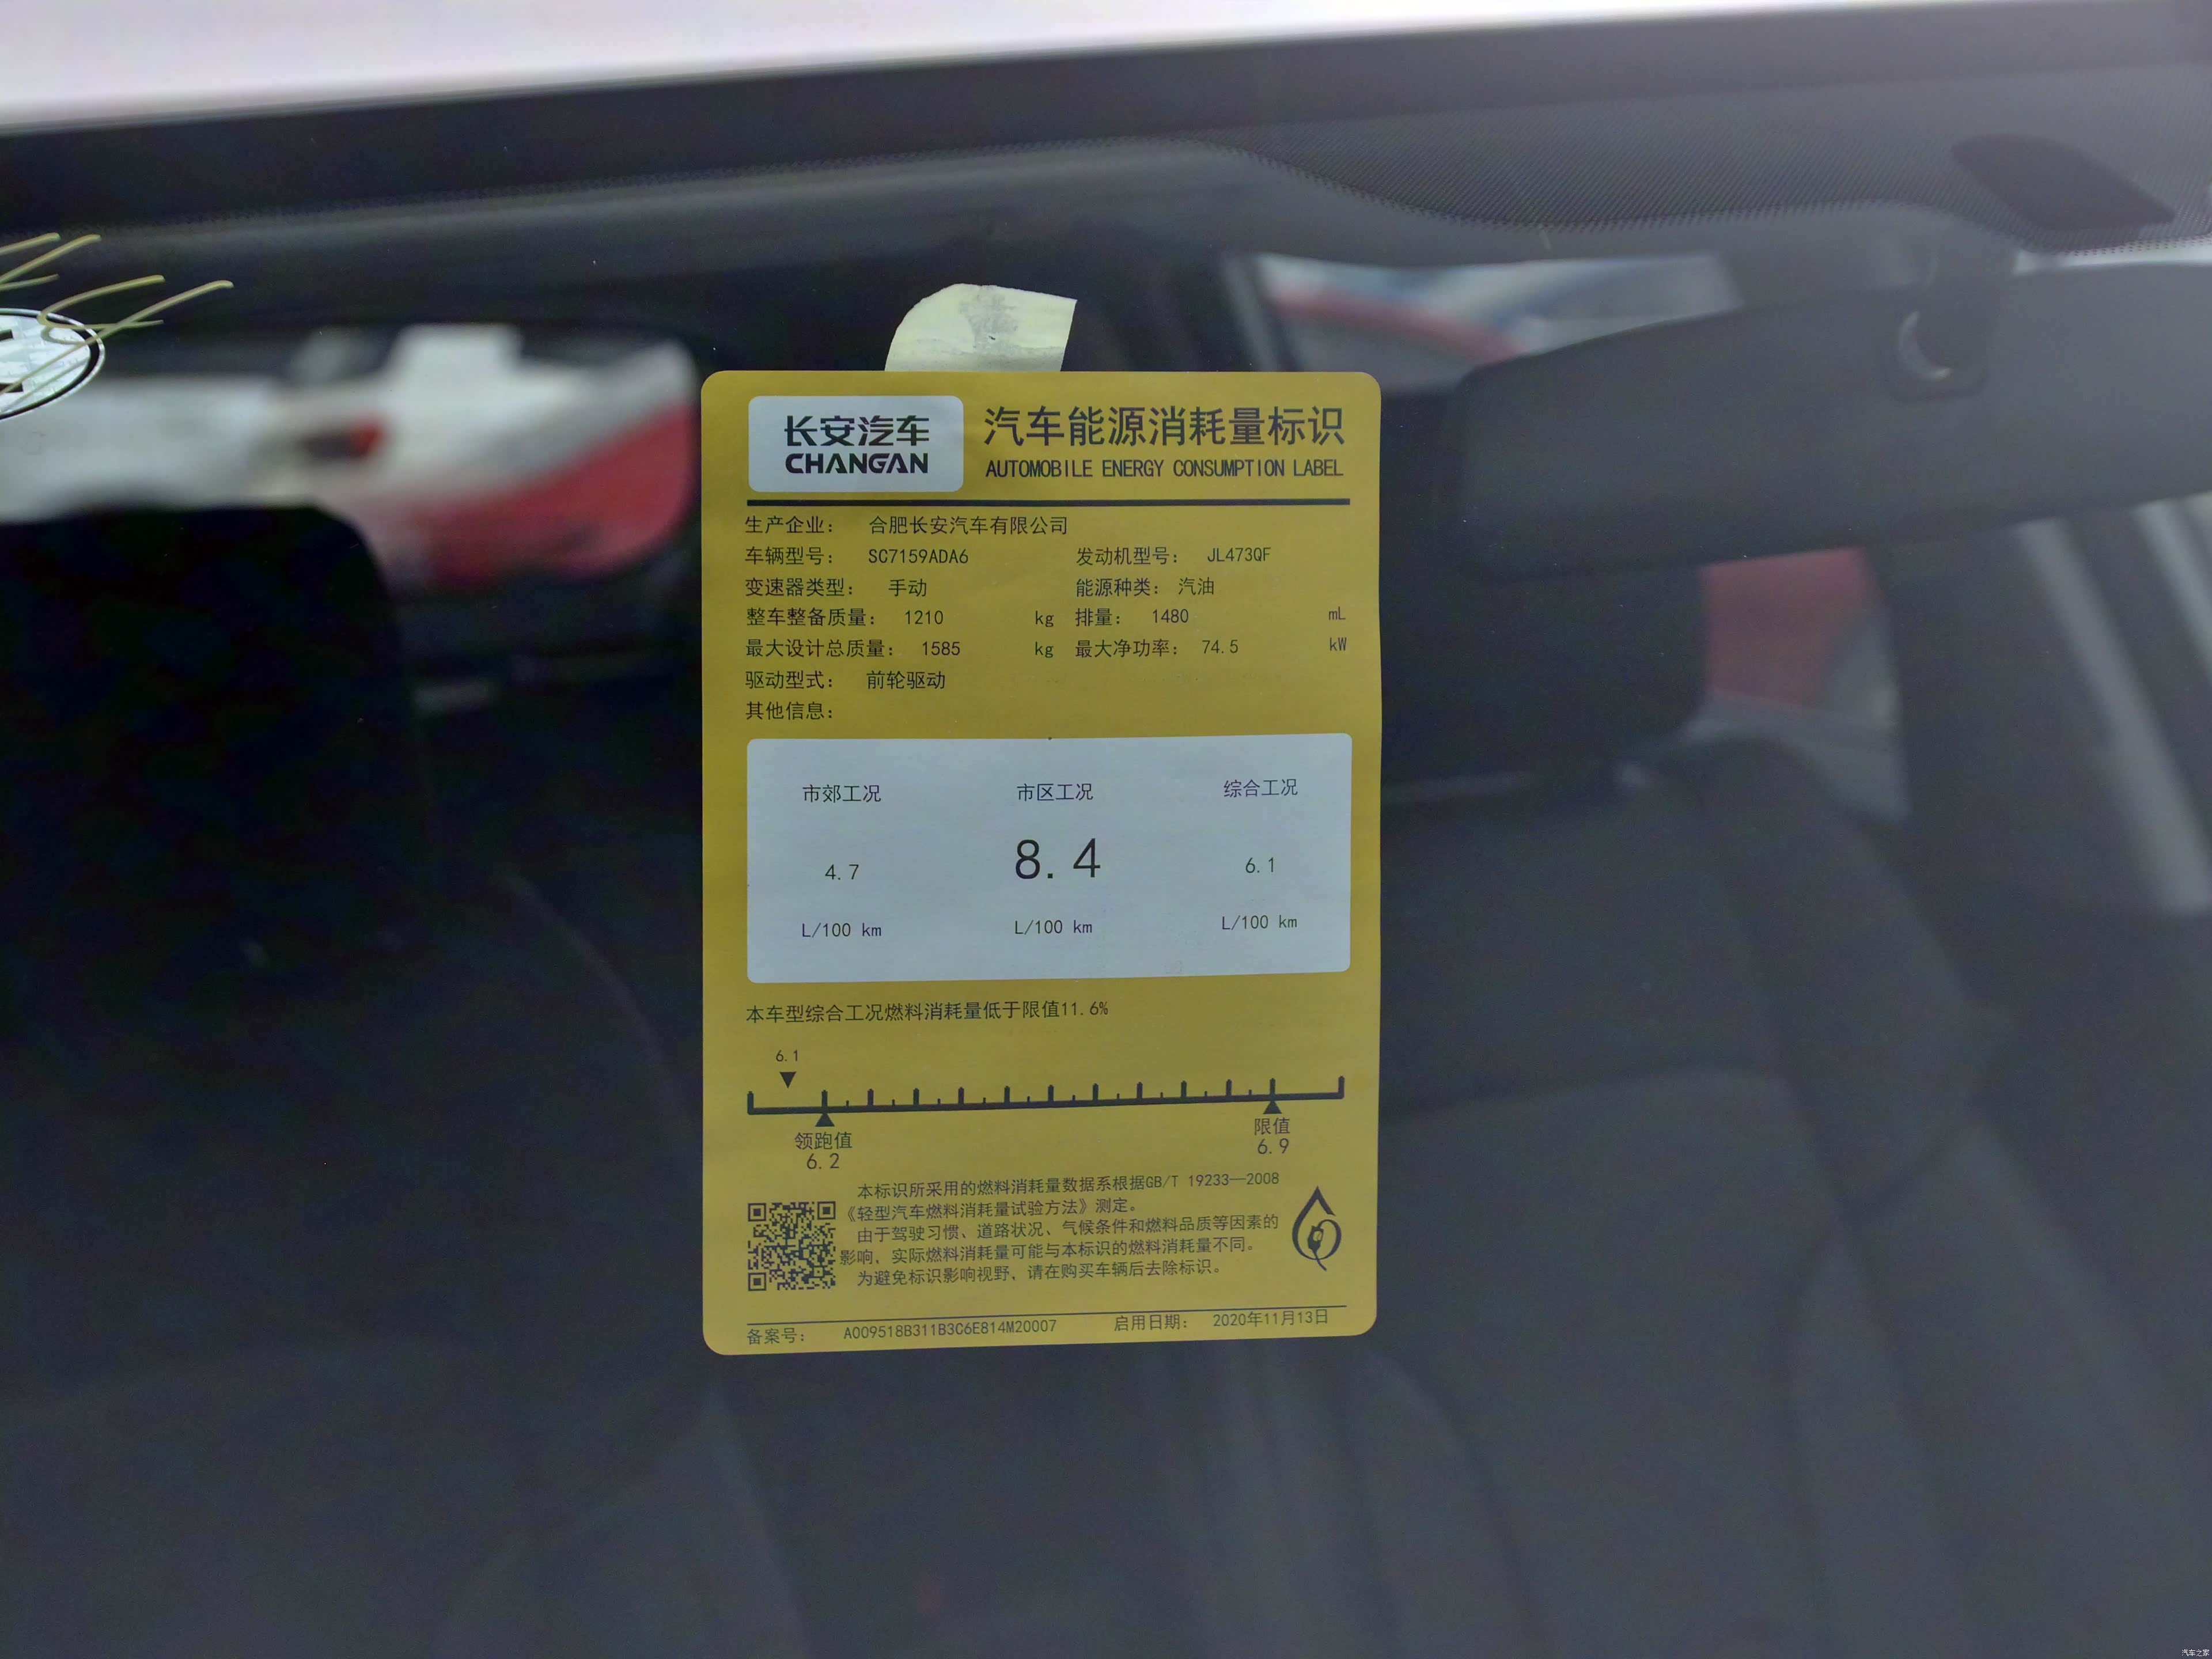 长安汽车
CHANGAN
汽车能源消耗量标识
AUTOMOBILE ENERGY CONSUMPTION LABEL
生产企业： 合肥长安汽车有限公司
车辆型号： SC7159ADA6 发动机型号： JL473QF
变速器类型： 手动 能源种类： 汽油
整车整备质量： 1210 kg 排量： 1480 mL
最大设计总质量： 1585 kg 最大净功率： 74.5 kW
驱动型式： 前轮驱动
其他信息：
市郊工况 市区工况 综合工况
4.7 8.4 6.1
L/100 km L/100 km L/100 km
本车型综合工况燃料消耗量低于限值11.6%
6.1
领跑值 限值
6.2 6.9
本标识所采用的燃料消耗量数据系根据GB/T 19233—2008
《轻型汽车燃料消耗量试验方法》测定。
由于驾驶习惯、道路状况、气候条件和燃料品质等因素的
影响，实际燃料消耗量可能与本标识的燃料消耗量不同。
为避免标识影响视野，请在购买车辆后去除标识。
备案号： A009518B311B3C6E814M20007 启用日期： 2020年11月13日
汽车之家